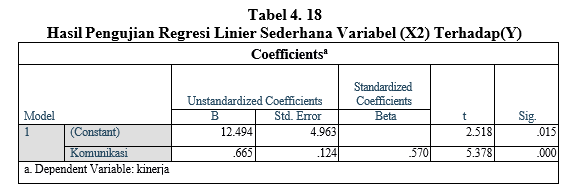 Tabel 4. 18
Hasil Pengujian Regresi Linier Sederhana Variabel (X2) Terhadap(Y)
Coefficientsᵃ
Model Unstandardized Coefficients Standardized Coefficients t Sig.
B Std. Error Beta
1 (Constant) 12.494 4.963 2.518 .015
Komunikasi .665 .124 .570 5.378 .000
a. Dependent Variable: kinerja